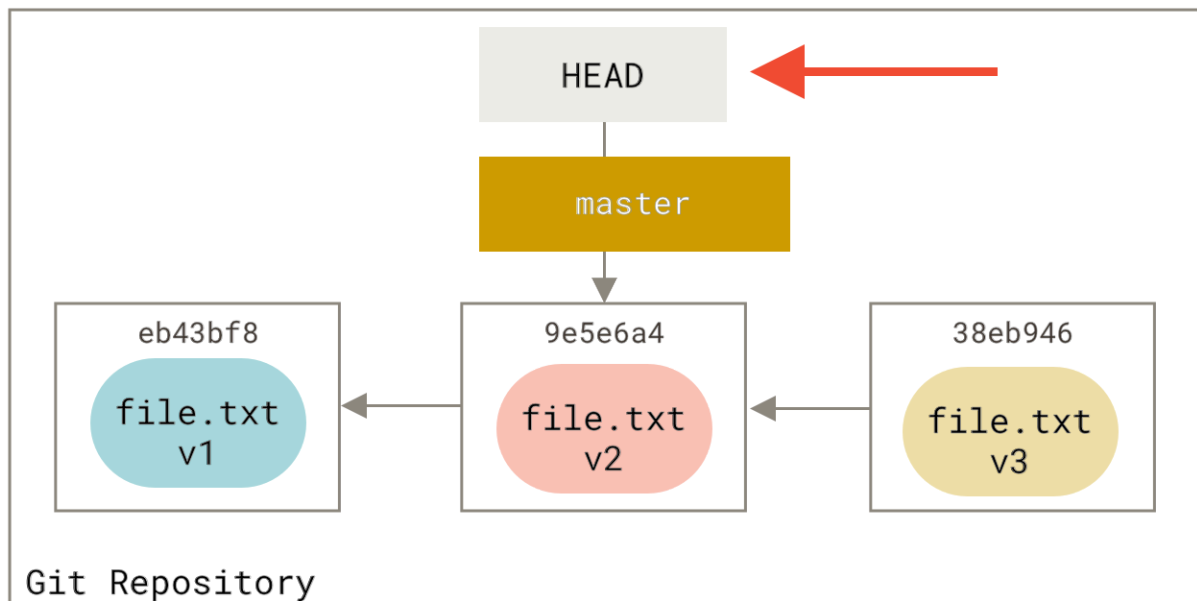 HEAD
master
eb43bf8
9e5e6a4
38eb946
file.txt
v1
file.txt
v2
file.txt
v3
Git Repository